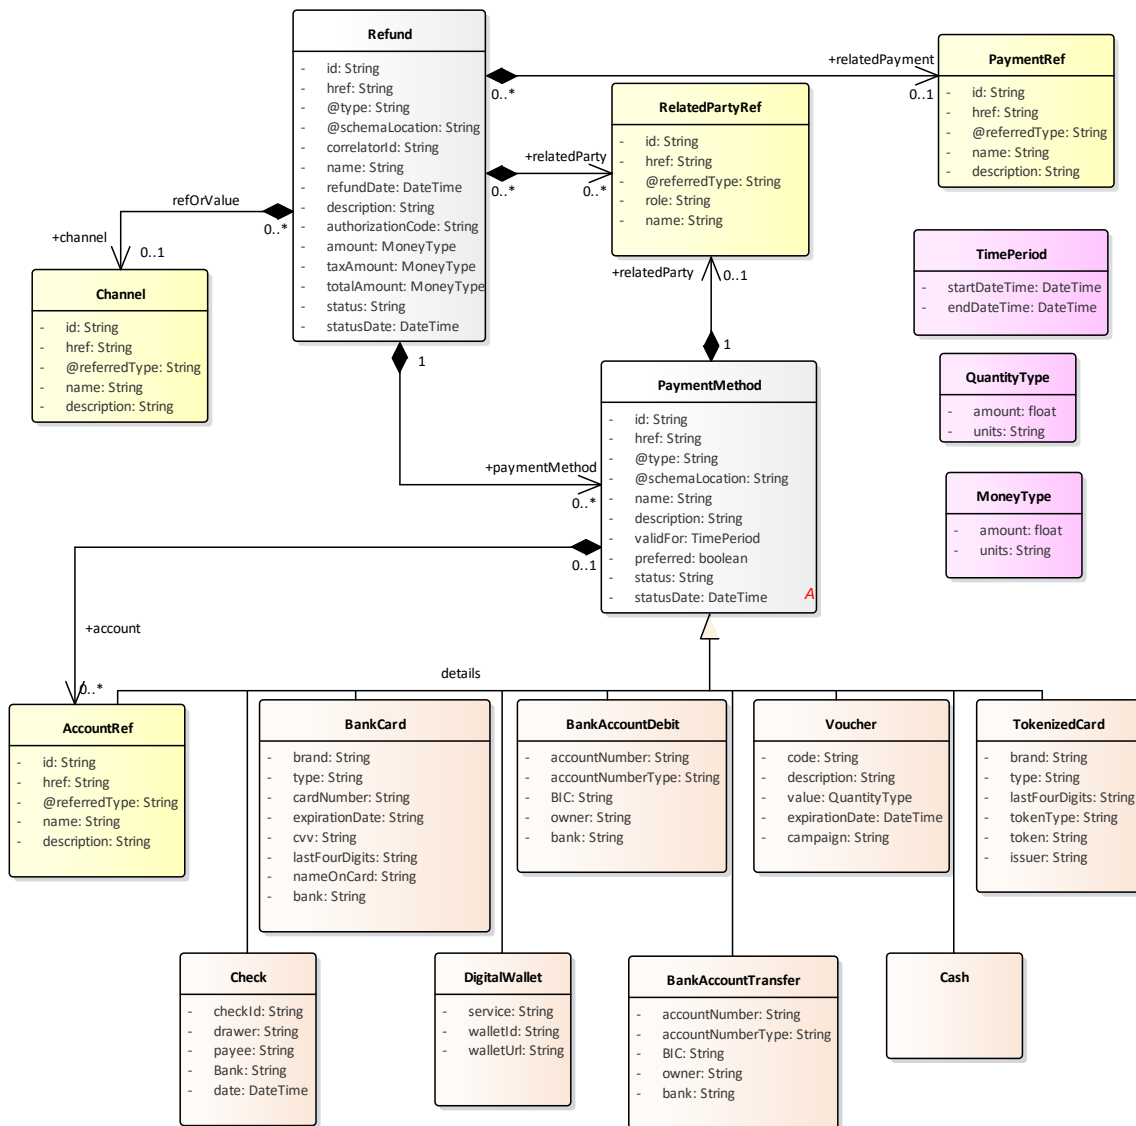 Refund
- id: String
- href: String
- @type: String
- @schemaLocation: String
- correlatorId: String
- name: String
- refundDate: DateTime
- description: String
- authorizationCode: String
- amount: MoneyType
- taxAmount: MoneyType
- totalAmount: MoneyType
- status: String
- statusDate: DateTime
+relatedPayment
0..*
0..1
PaymentRef
- id: String
- href: String
- @referredType: String
- name: String
- description: String
+relatedParty
0..*
0..*
RelatedPartyRef
- id: String
- href: String
- @referredType: String
- role: String
- name: String
refOrValue
0..*
+channel
0..1
Channel
- id: String
- href: String
- @referredType: String
- name: String
- description: String
TimePeriod
- startDateTime: DateTime
- endDateTime: DateTime
+relatedParty
0..1
1
1
QuantityType
- amount: float
- units: String
MoneyType
- amount: float
- units: String
+paymentMethod
0..*
PaymentMethod
- id: String
- href: String
- @type: String
- @schemaLocation: String
- name: String
- description: String
- validFor: TimePeriod
- preferred: boolean
- status: String
- statusDate: DateTime
A
0..1
+account
0..*
details
AccountRef
- id: String
- href: String
- @referredType: String
- name: String
- description: String
BankCard
- brand: String
- type: String
- cardNumber: String
- expirationDate: String
- cvv: String
- lastFourDigits: String
- nameOnCard: String
- bank: String
BankAccountDebit
- accountNumber: String
- accountNumberType: String
- BIC: String
- owner: String
- bank: String
Voucher
- code: String
- description: String
- value: QuantityType
- expirationDate: DateTime
- campaign: String
TokenizedCard
- brand: String
- type: String
- lastFourDigits: String
- tokenType: String
- token: String
- issuer: String
Check
- checkId: String
- drawer: String
- payee: String
- Bank: String
- date: DateTime
DigitalWallet
- service: String
- walletId: String
- walletUrl: String
BankAccountTransfer
- accountNumber: String
- accountNumberType: String
- BIC: String
- owner: String
- bank: String
Cash